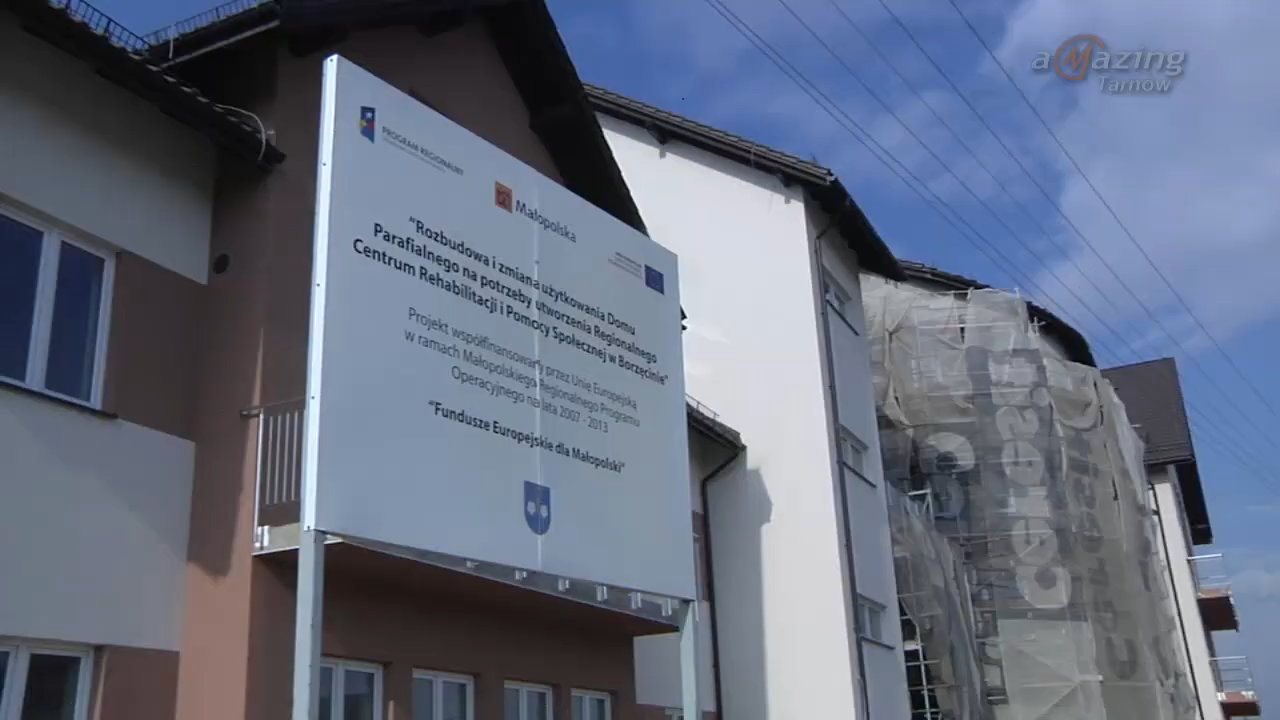 aMazing
Tarnow
PROGRAM REGIONALNY
Małopolska
"Rozbudowa i zmiana użytkowania Domu
Parafialnego na potrzeby utworzenia Regionalnego
Centrum Rehabilitacji i Pomocy Społecznej w Borzęcinie"
Projekt współfinansowany przez Unię Europejską
w ramach Małopolskiego Regionalnego Programu
Operacyjnego na lata 2007 - 2013
"Fundusze Europejskie dla Małopolski"